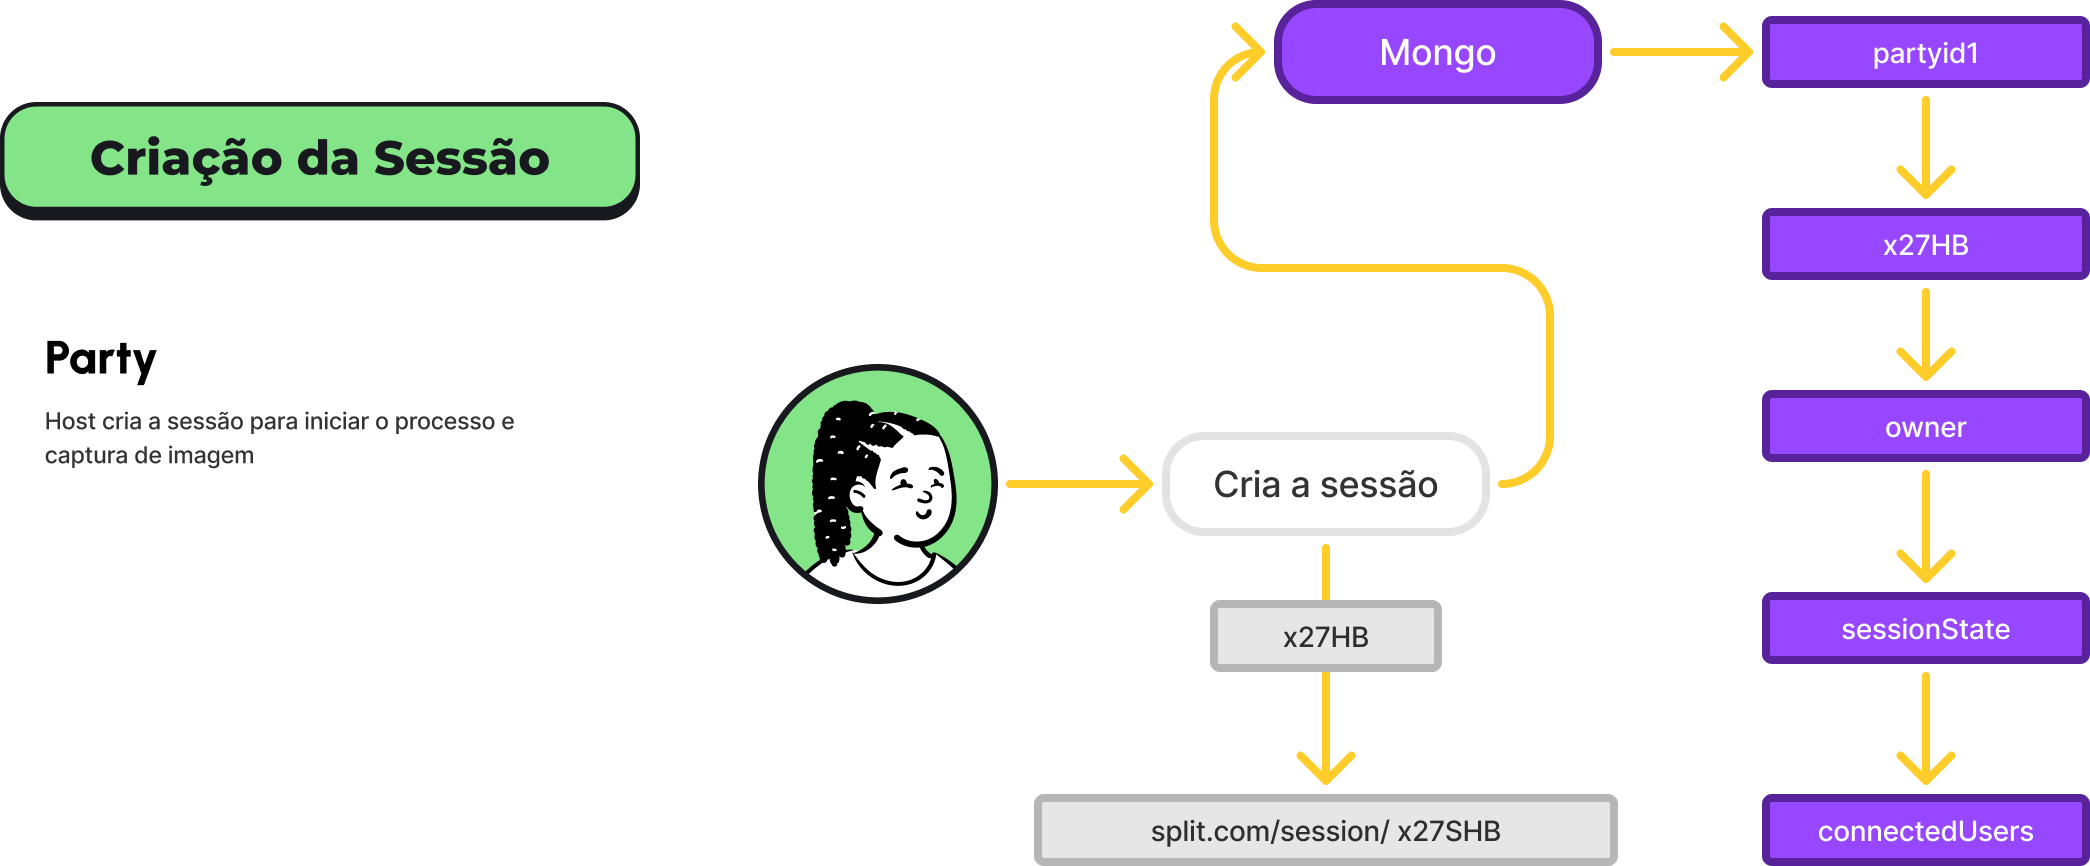 Criação da Sessão
Party
Host cria a sessão para iniciar o processo e
captura de imagem
Cria a sessão
x27HB
split.com/session/ x27SHB
Mongo
partyid1
x27HB
owner
sessionState
connectedUsers